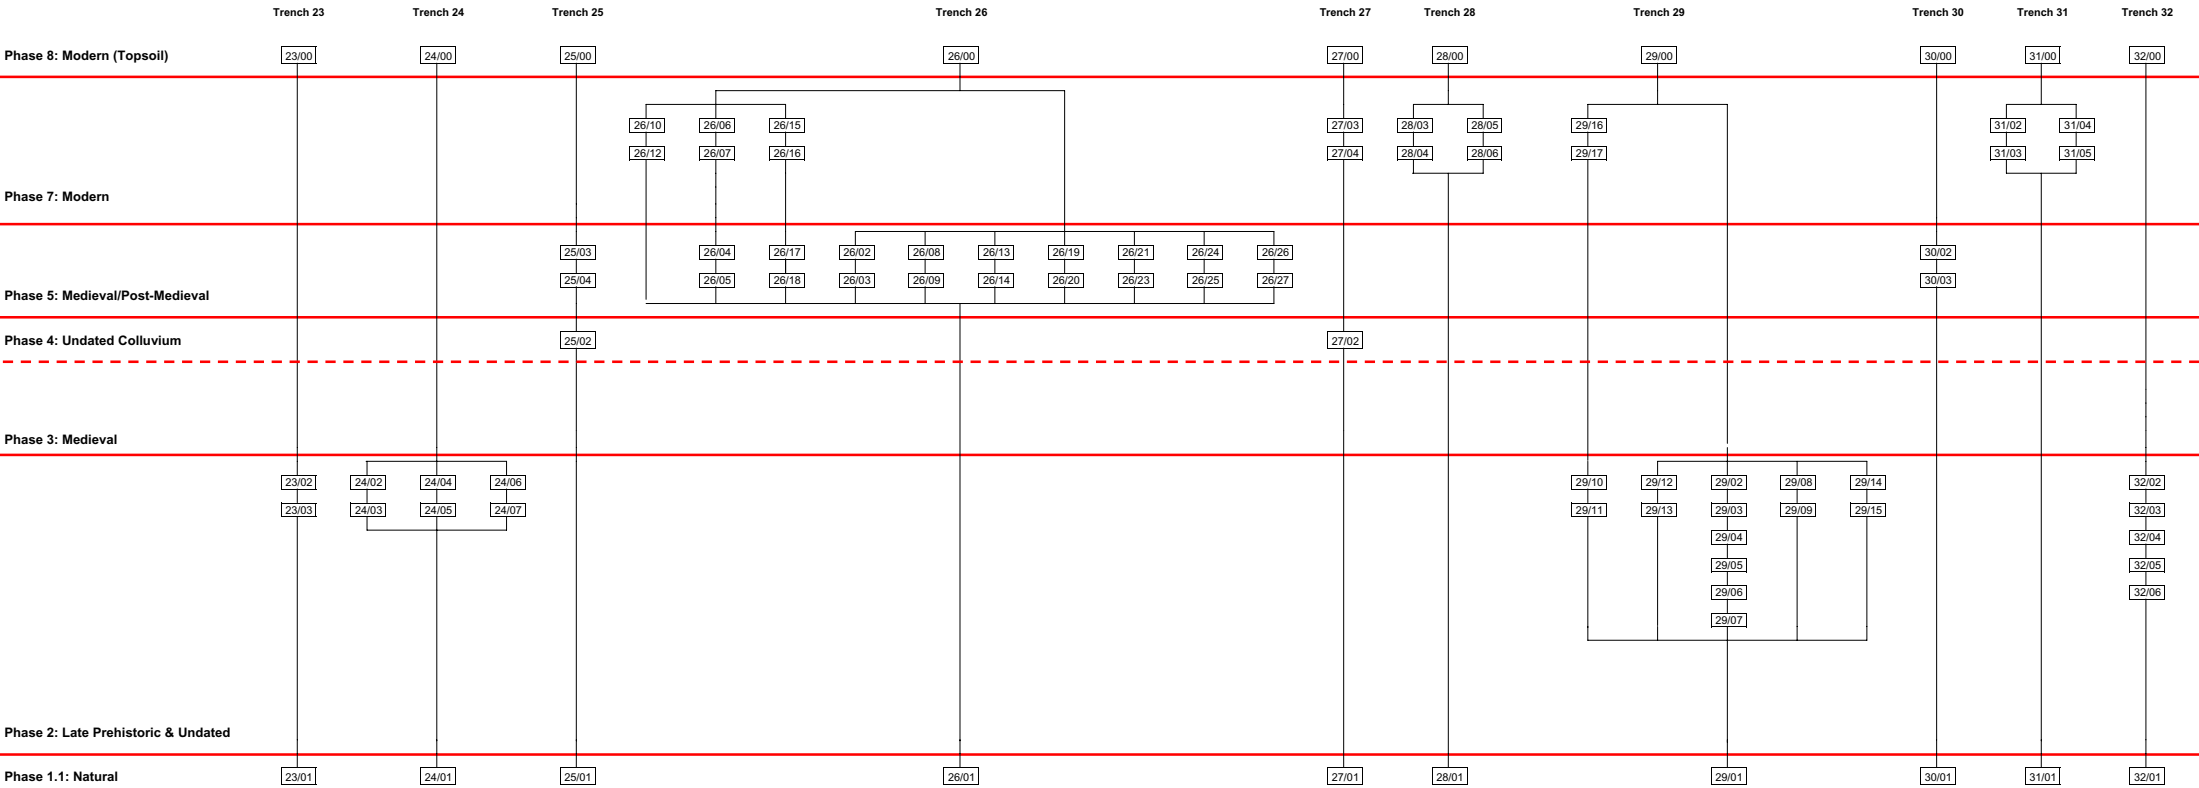 Trench 23 Trench 24 Trench 25 Trench 26 Trench 27 Trench 28 Trench 29 Trench 30 Trench 31 Trench 32
Phase 8: Modern (Topsoil) 23/00 24/00 25/00 26/00 27/00 28/00 29/00 30/00 31/00 32/00
26/10 26/06 26/15 27/03 28/03 28/05 29/16 31/02 31/04
26/12 26/07 26/16 27/04 28/04 28/06 29/17 31/03 31/05
Phase 7: Modern
25/03 26/04 26/17 26/02 26/08 26/13 26/19 26/21 26/24 26/26 30/02
25/04 26/05 26/18 26/03 26/09 26/14 26/20 26/23 26/25 26/27 30/03
Phase 5: Medieval/Post-Medieval
Phase 4: Undated Colluvium 25/02 27/02
Phase 3: Medieval
23/02 24/02 24/04 24/06 29/10 29/12 29/02 29/08 29/14 32/02
23/03 24/03 24/05 24/07 29/11 29/13 29/03 29/09 29/15 32/03
29/04 32/04
29/05 32/05
29/06 32/06
29/07
Phase 2: Late Prehistoric & Undated
Phase 1.1: Natural 23/01 24/01 25/01 26/01 27/01 28/01 29/01 30/01 31/01 32/01